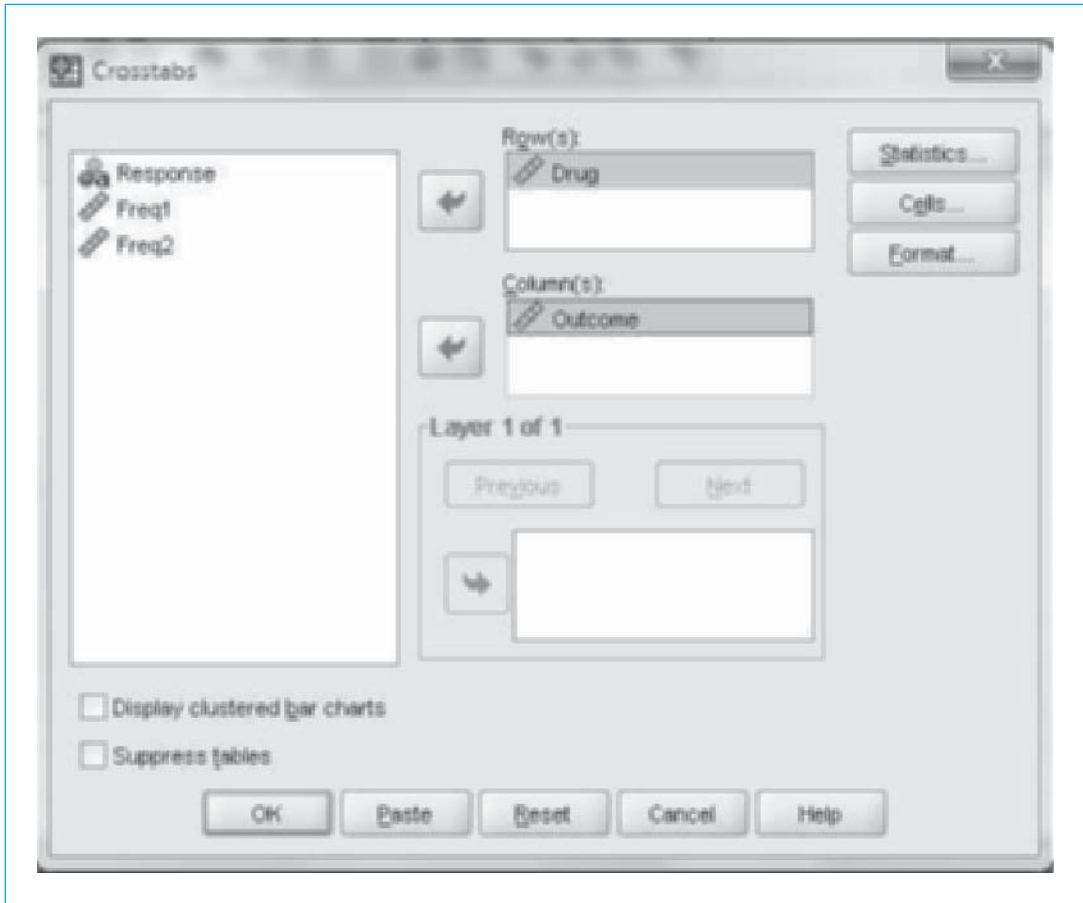 Crosstabs
Response
Freq1
Freq2
Row(s):
Drug
Column(s):
Outcome
Layer 1 of 1
Previous
Next
Statistics...
Cells...
Format...
Display clustered bar charts
Suppress tables
OK
Paste
Reset
Cancel
Help